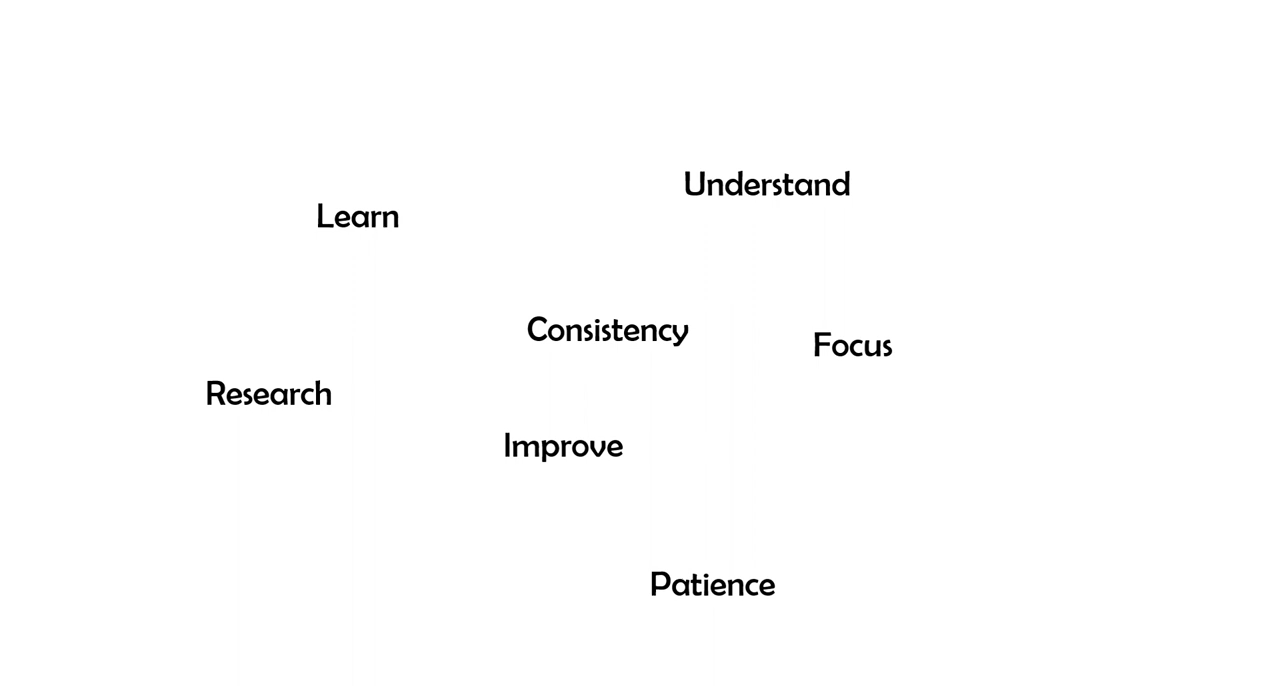 Understand
Learn
Consistency
Focus
Research
Improve
Patience